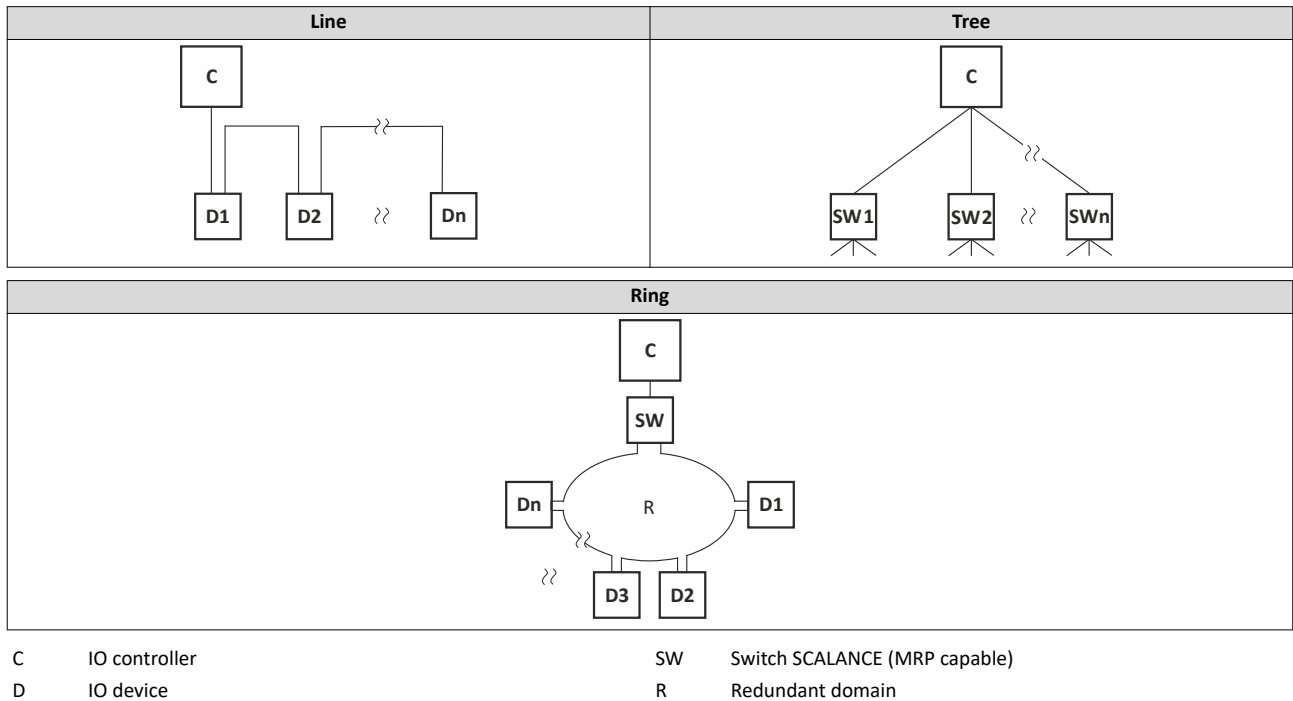 Line Tree
C C
D1 D2 Dn SW1 SW2 SWn
Ring
C
SW
Dn R D1
D3 D2
C IO controller SW Switch SCALANCE (MRP capable)
D IO device R Redundant domain